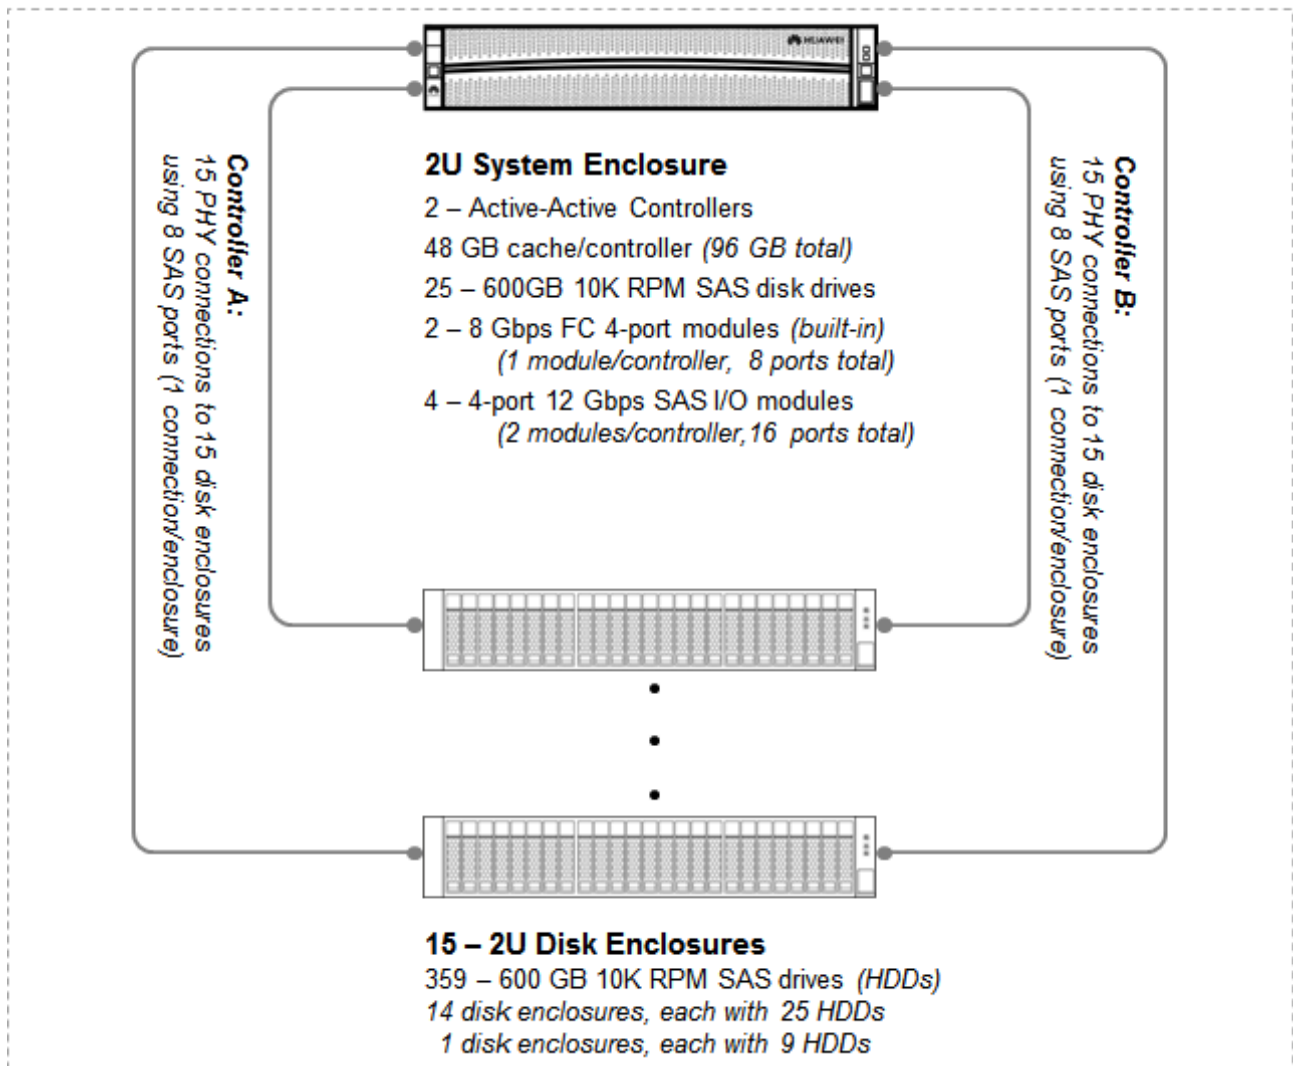 HUAWEI
2U System Enclosure
2 – Active-Active Controllers
48 GB cache/controller (96 GB total)
25 – 600GB 10K RPM SAS disk drives
2 – 8 Gbps FC 4-port modules (built-in)
(1 module/controller, 8 ports total)
4 – 4-port 12 Gbps SAS I/O modules
(2 modules/controller, 16 ports total)
Controller A:
15 PHY connections to 15 disk enclosures
using 8 SAS ports (1 connection/enclosure)
Controller B:
15 PHY connections to 15 disk enclosures
using 8 SAS ports (1 connection/enclosure)
15 – 2U Disk Enclosures
359 – 600 GB 10K RPM SAS drives (HDDs)
14 disk enclosures, each with 25 HDDs
1 disk enclosures, each with 9 HDDs